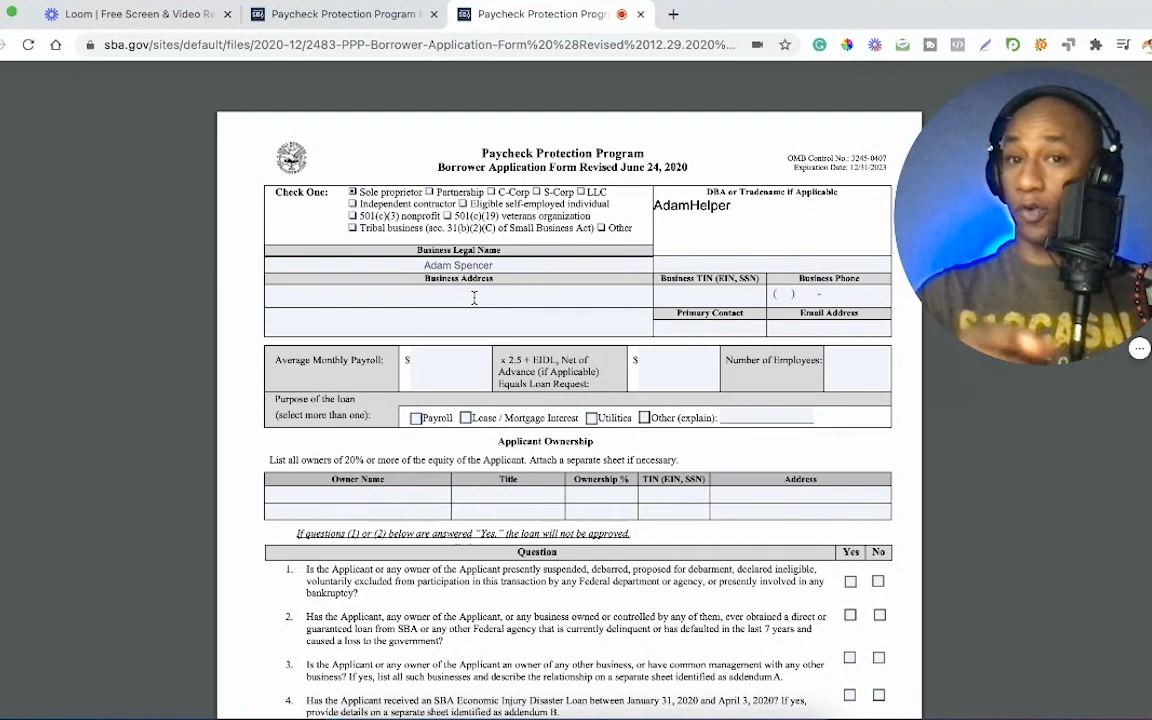 Loom | Free Screen & Video Re
Paycheck Protection Program
Paycheck Protection Progr
sba.gov/sites/default/files/2020-12/2483-PPP-Borrower-Application-Form%20%28Revised%2012.29.2020%...
Paycheck Protection Program
Borrower Application Form Revised June 24, 2020
OMB Control No.: 3245-0407
Expiration Date: 12/31/2023
Check One:
Sole proprietor Partnership C-Corp S-Corp LLC
Independent contractor Eligible self-employed individual
501(c)(3) nonprofit 501(c)(19) veterans organization
Tribal business (sec. 31(b)(2)(C) of Small Business Act) Other
DBA or Tradename if Applicable
AdamHelper
Business Legal Name
Adam Spencer
Business Address
Business TIN (EIN, SSN)
Business Phone
( ) -
Primary Contact
Email Address
Average Monthly Payroll:
$
x 2.5 + EIDL, Net of
Advance (if Applicable)
Equals Loan Request:
$
Number of Employees:
Purpose of the loan
(select more than one):
Payroll Lease / Mortgage Interest Utilities Other (explain):
Applicant Ownership
List all owners of 20% or more of the equity of the Applicant. Attach a separate sheet if necessary.
Owner Name Title Ownership % TIN (EIN, SSN) Address
If questions (1) or (2) below are answered "Yes," the loan will not be approved.
Question Yes No
1. Is the Applicant or any owner of the Applicant presently suspended, debarred, proposed for debarment, declared ineligible,
voluntarily excluded from participation in this transaction by any Federal department or agency, or presently involved in any
bankruptcy?
2. Has the Applicant, any owner of the Applicant, or any business owned or controlled by any of them, ever obtained a direct or
guaranteed loan from SBA or any other Federal agency that is currently delinquent or has defaulted in the last 7 years and
caused a loss to the government?
3. Is the Applicant or any owner of the Applicant an owner of any other business, or have common management with any other
business? If yes, list all such businesses and describe the relationship on a separate sheet identified as addendum A.
4. Has the Applicant received an SBA Economic Injury Disaster Loan between January 31, 2020 and April 3, 2020? If yes,
provide details on a separate sheet identified as addendum B.